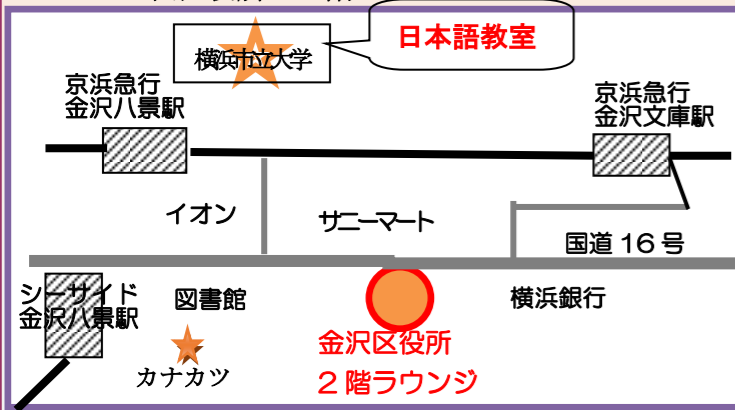 日本語教室
横浜市立大学
京浜急行
金沢八景駅
京浜急行
金沢文庫駅
イオン
サニーマート
国道16号
シーサイド
金沢八景駅
図書館
横浜銀行
カナカツ
金沢区役所
2階ラウンジ